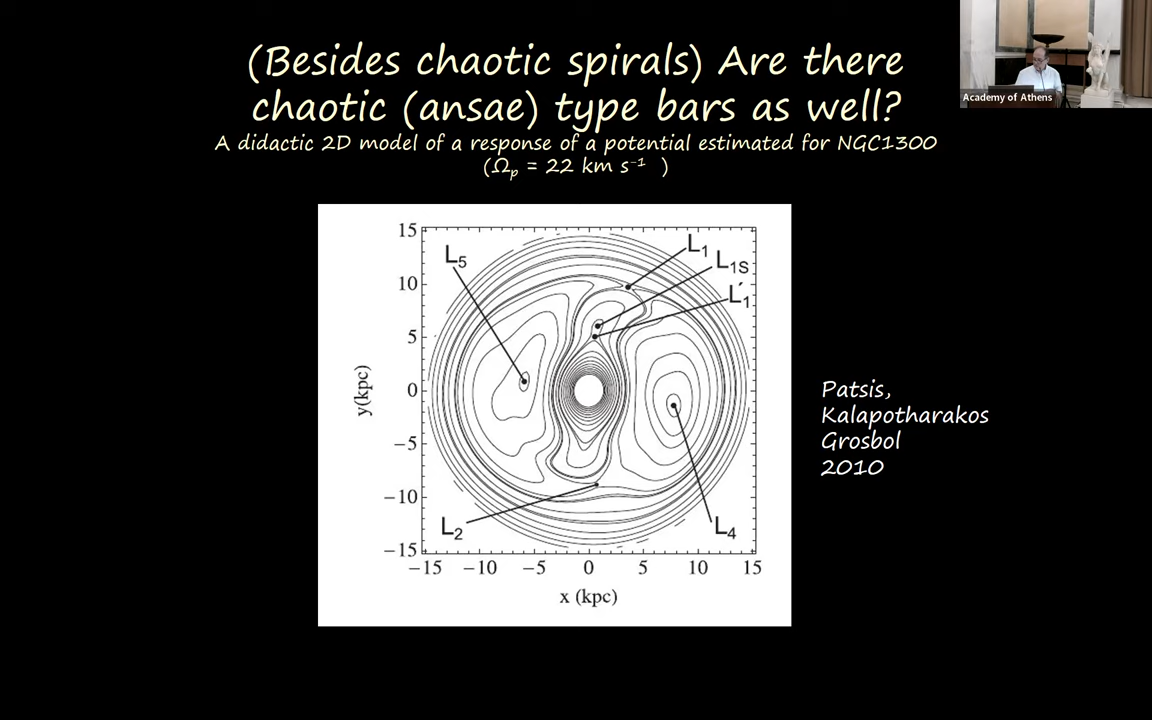 (Besides chaotic spirals) Are there
chaotic (ansae) type bars as well?
A didactic 2D model of a response of a potential estimated for NGC1300
(Ωp = 22 km s⁻¹ )
Academy of Athens
15
10
5
0
−5
−10
−15
y(kpc)
L5
L1
L1S
L′1
L2
L4
−15 −10 −5 0 5 10 15
x (kpc)
Patsis,
Kalapotharakos
Grosbol
2010